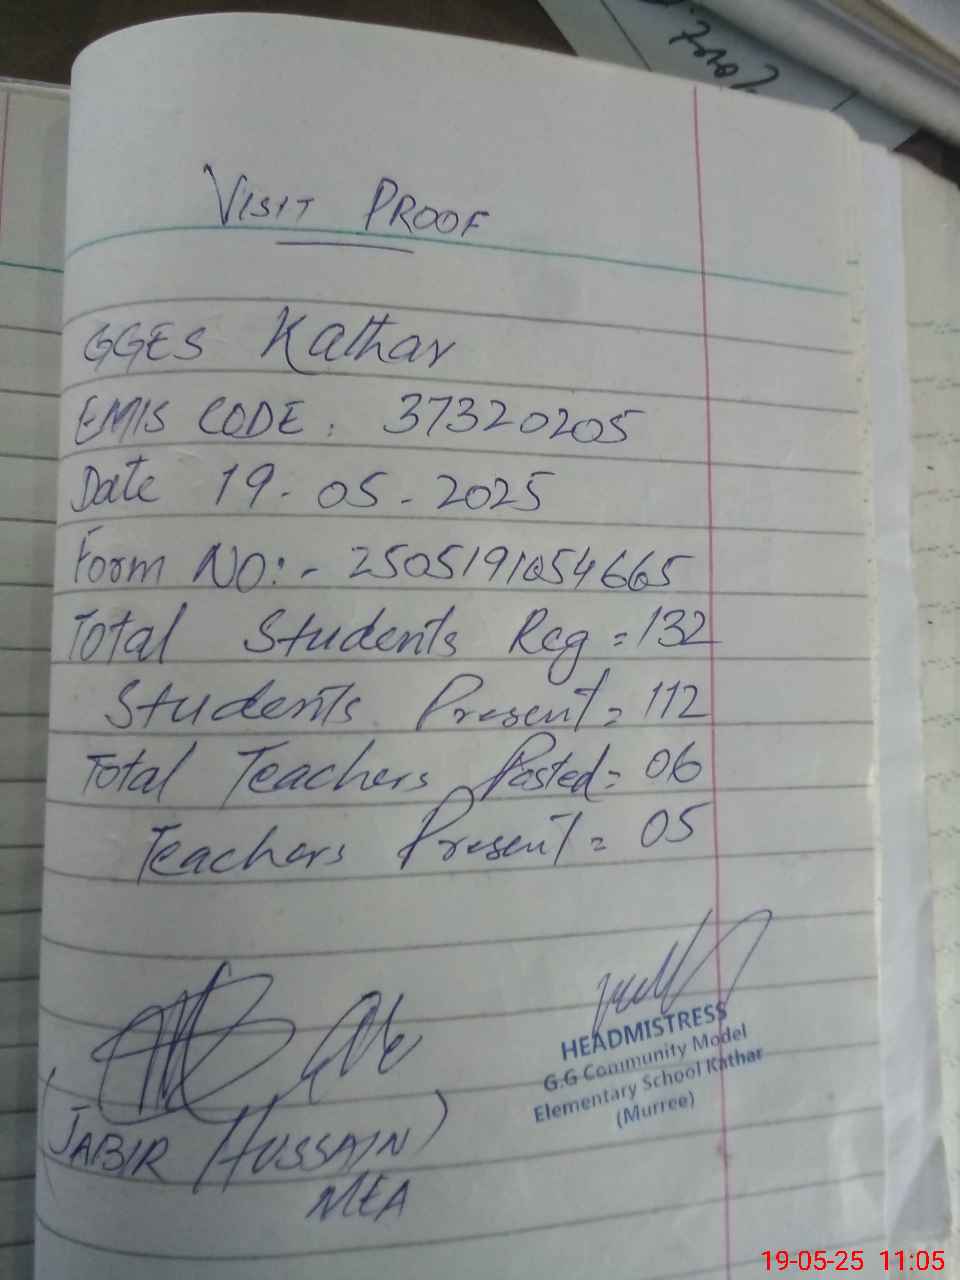 VISIT PROOF
GGES Kathar
EMIS CODE: 37320205
Date 19-05-2025
Form NO:- 250519105 4665
Total Students Reg = 132
Students Present = 112
Total Teachers Posted = 06
Teachers Present = 05
HEADMISTRESS
G.G Community Model
Elementary School Kathar
(Murree)
(JABIR HUSSAIN)
MEA
19-05-25 11:05